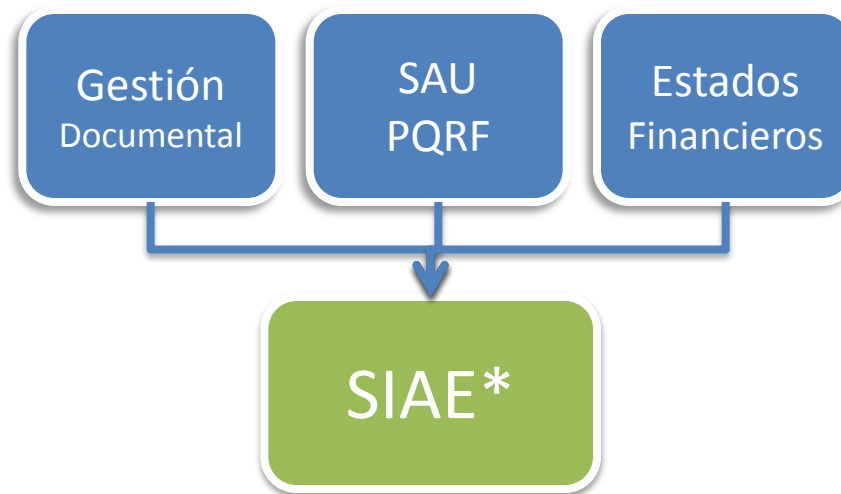 Gestión
Documental
SAU
PQRF
Estados
Financieros
SIAE*